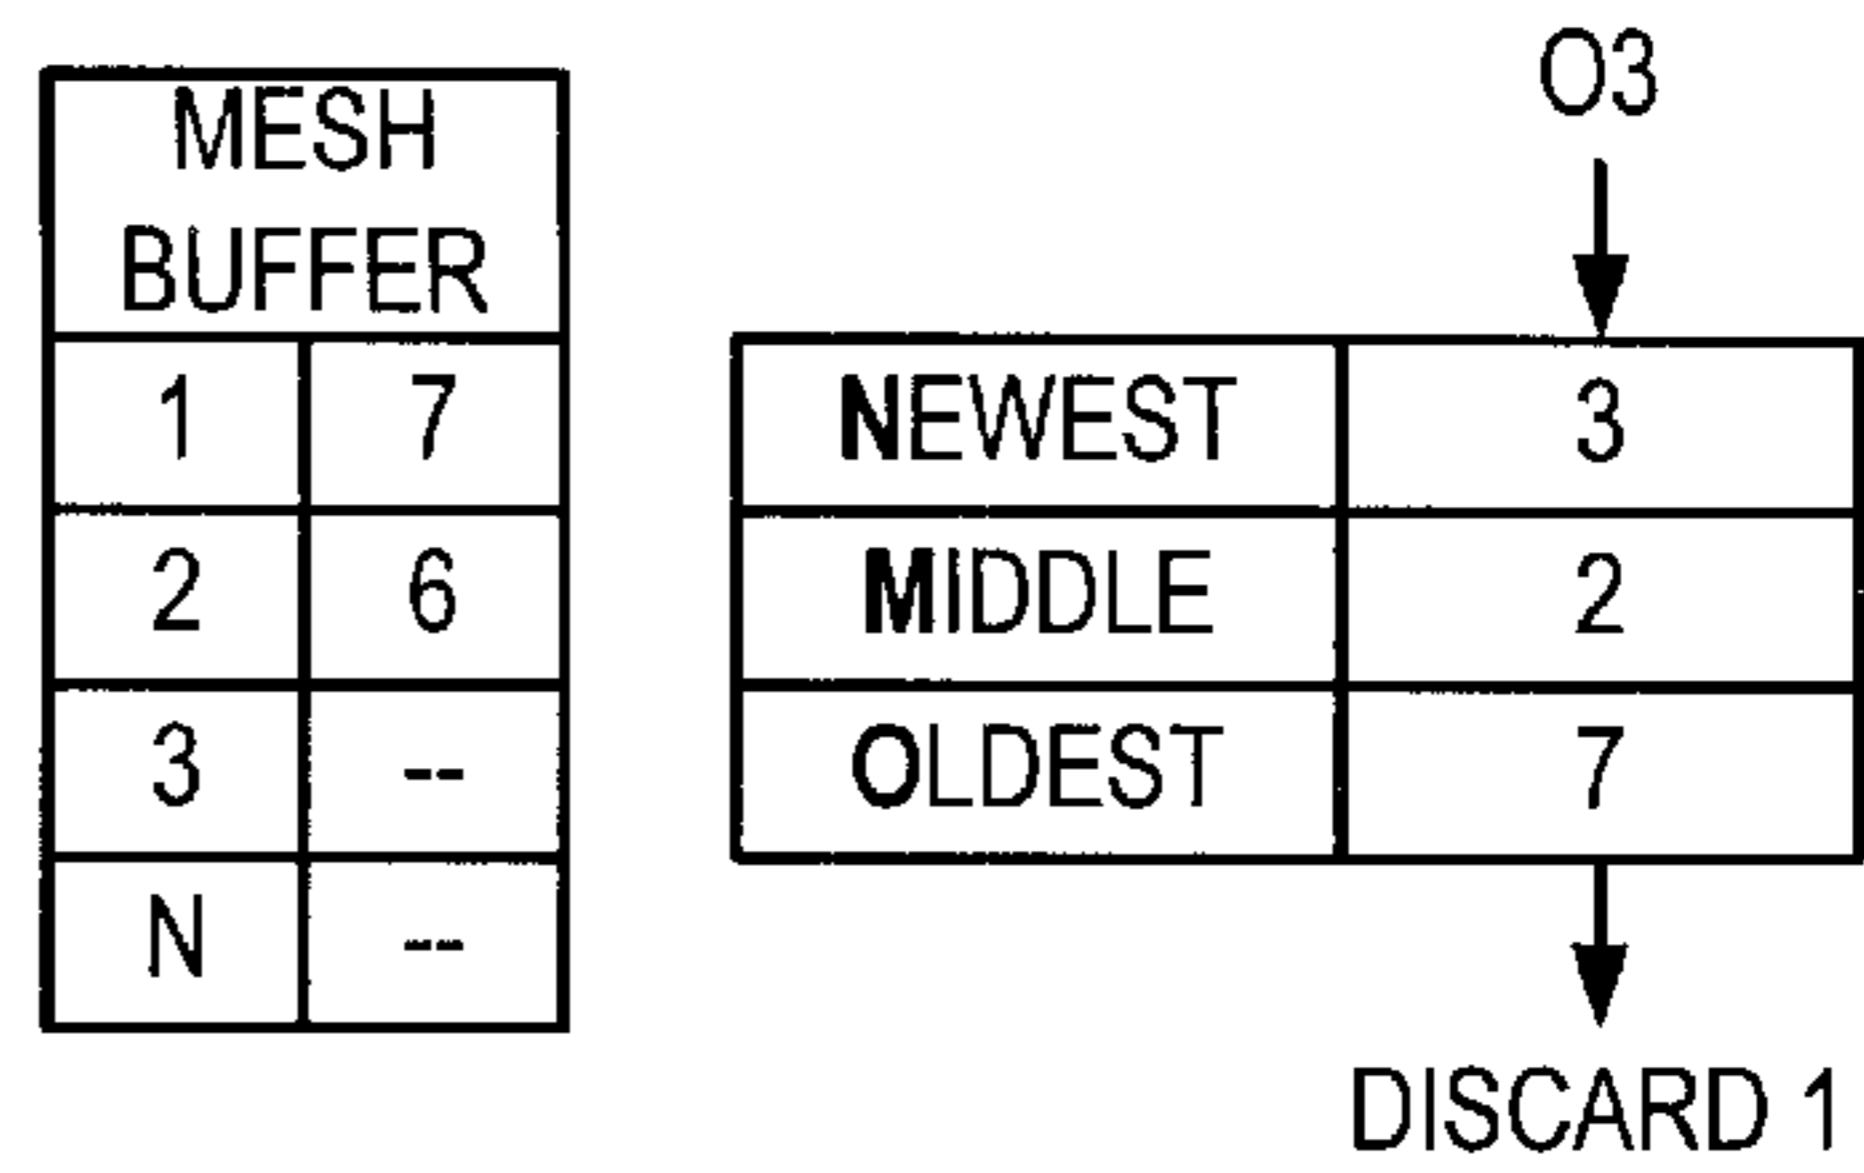 MESH
BUFFER
1 7
2 6
3 --
N --
O3
NEWEST 3
MIDDLE 2
OLDEST 7
DISCARD 1